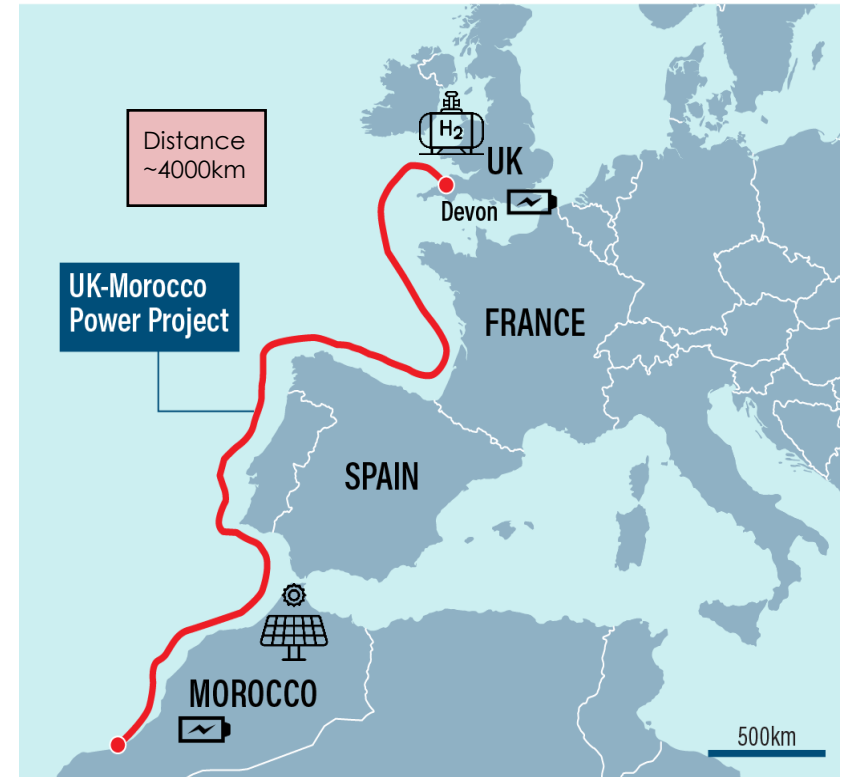 Distance
~4000km
H2
UK
Devon
UK-Morocco
Power Project
FRANCE
SPAIN
MOROCCO
500km